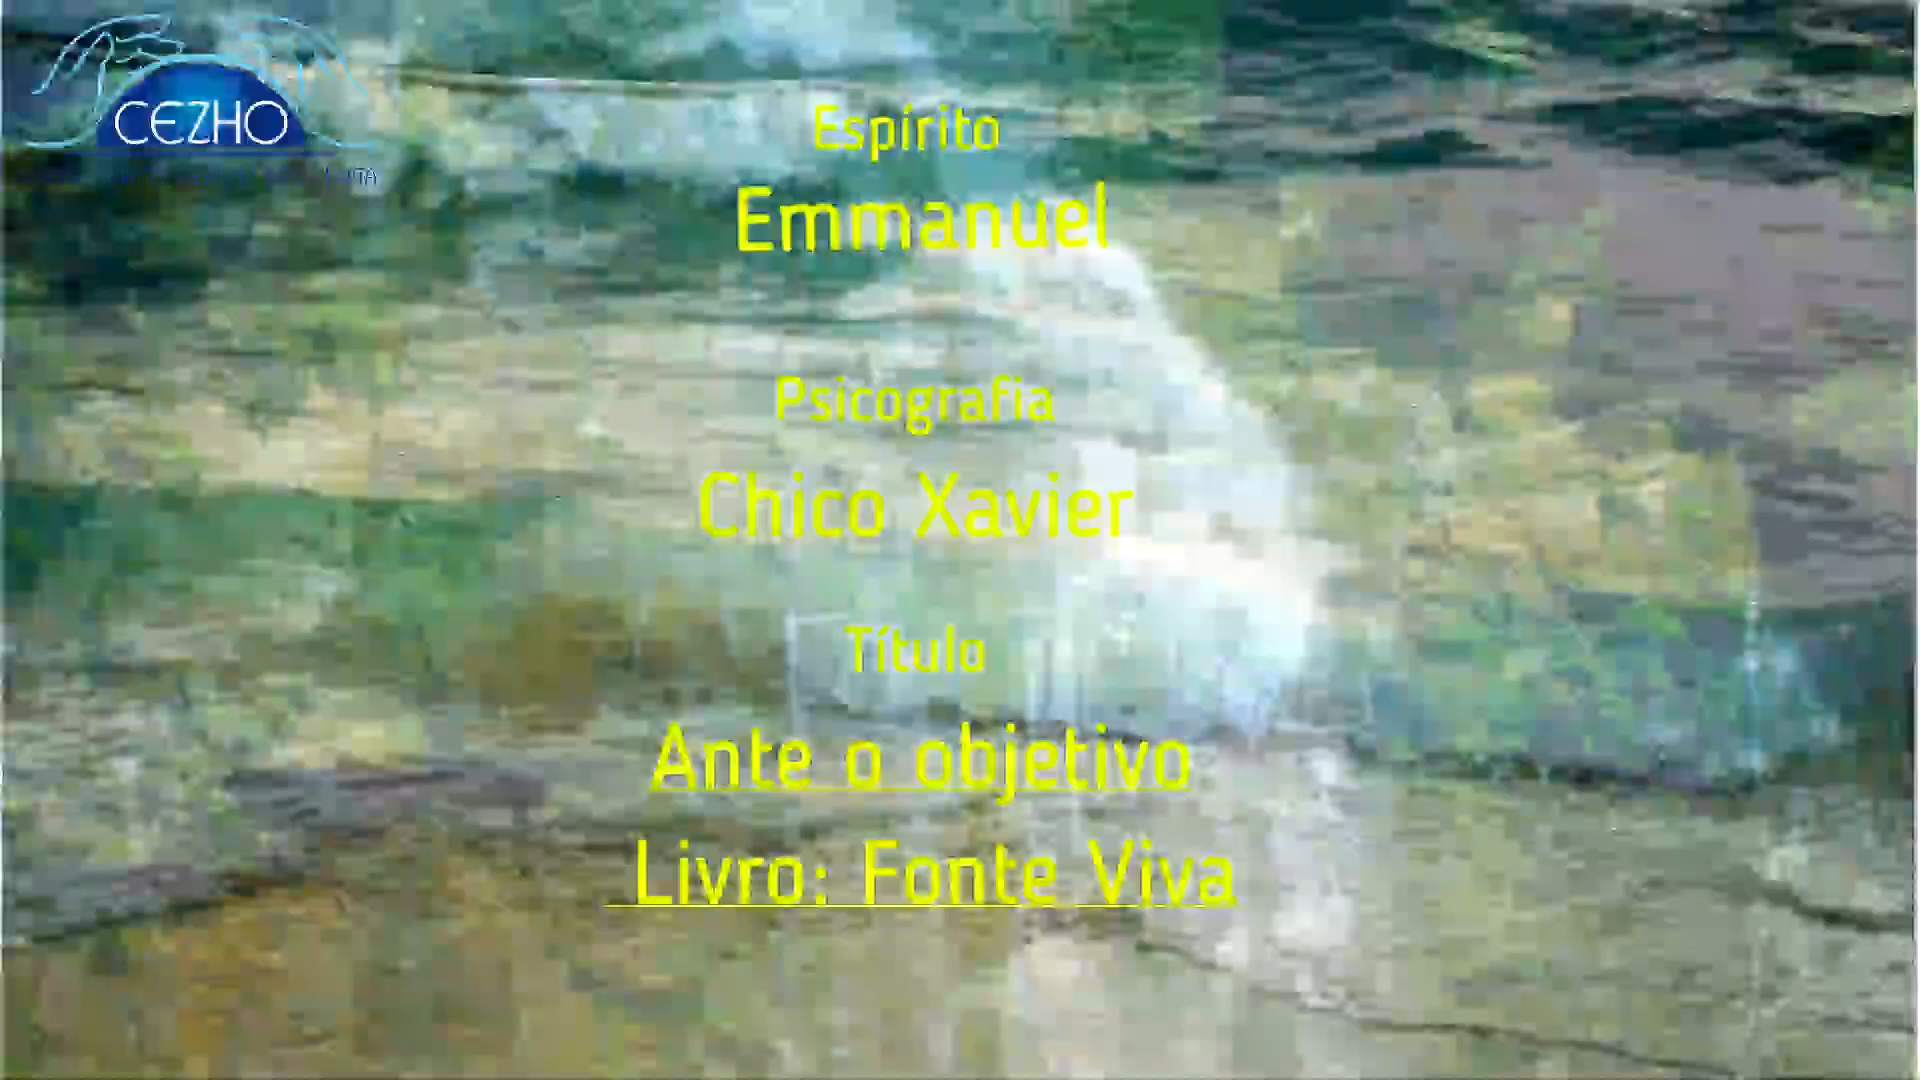 CEZHO
Espírito
Emmanuel
Psicografia
Chico Xavier
Título
Ante o objetivo
Livro: Fonte Viva